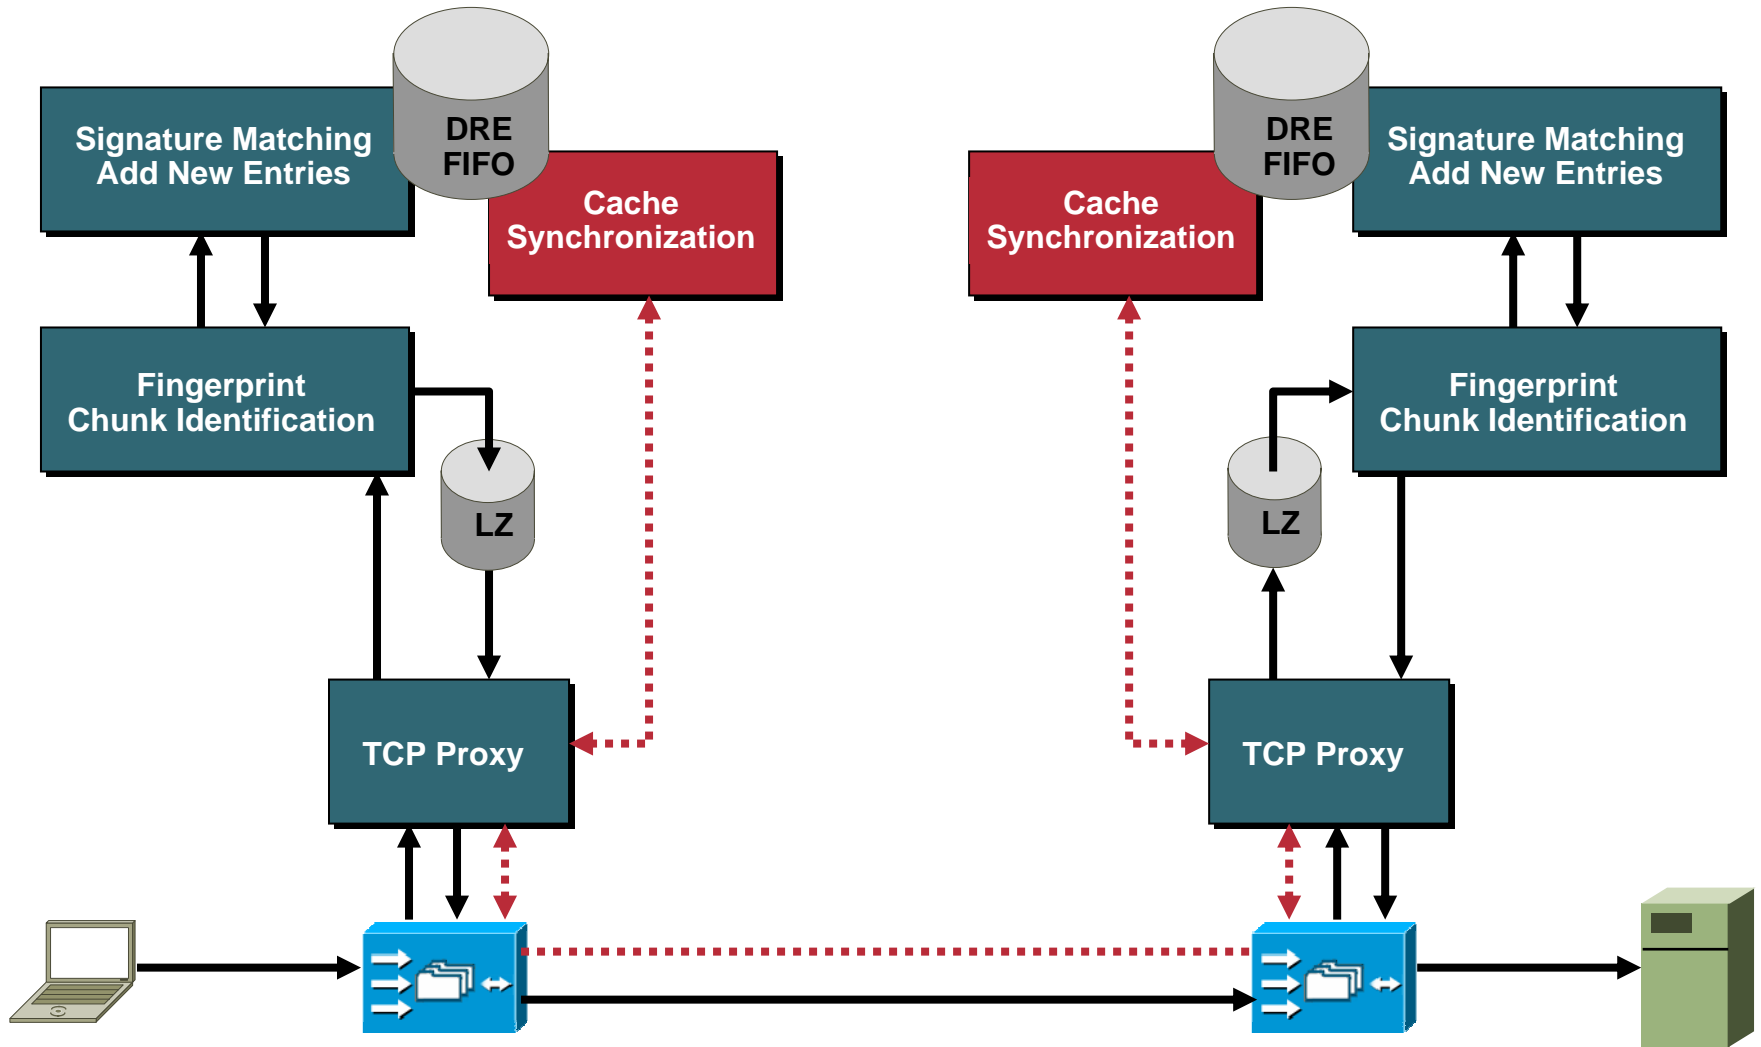 Signature Matching
Add New Entries
DRE
FIFO
Cache
Synchronization
Fingerprint
Chunk Identification
LZ
TCP Proxy
DRE
FIFO
Signature Matching
Add New Entries
Cache
Synchronization
Fingerprint
Chunk Identification
LZ
TCP Proxy